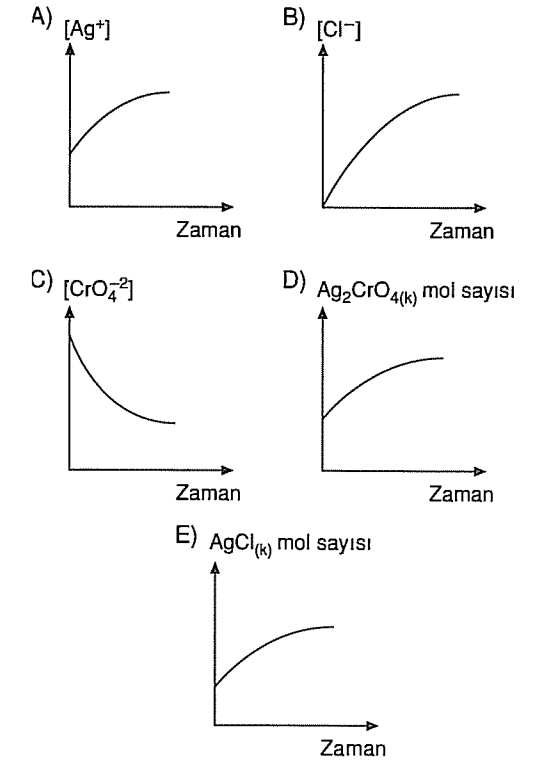 A) [Ag⁺]
Zaman
B) [Cl⁻]
Zaman
C) [CrO₄⁻²]
Zaman
D) Ag₂CrO₄₍ₖ₎ mol sayısı
Zaman
E) AgCl₍ₖ₎ mol sayısı
Zaman